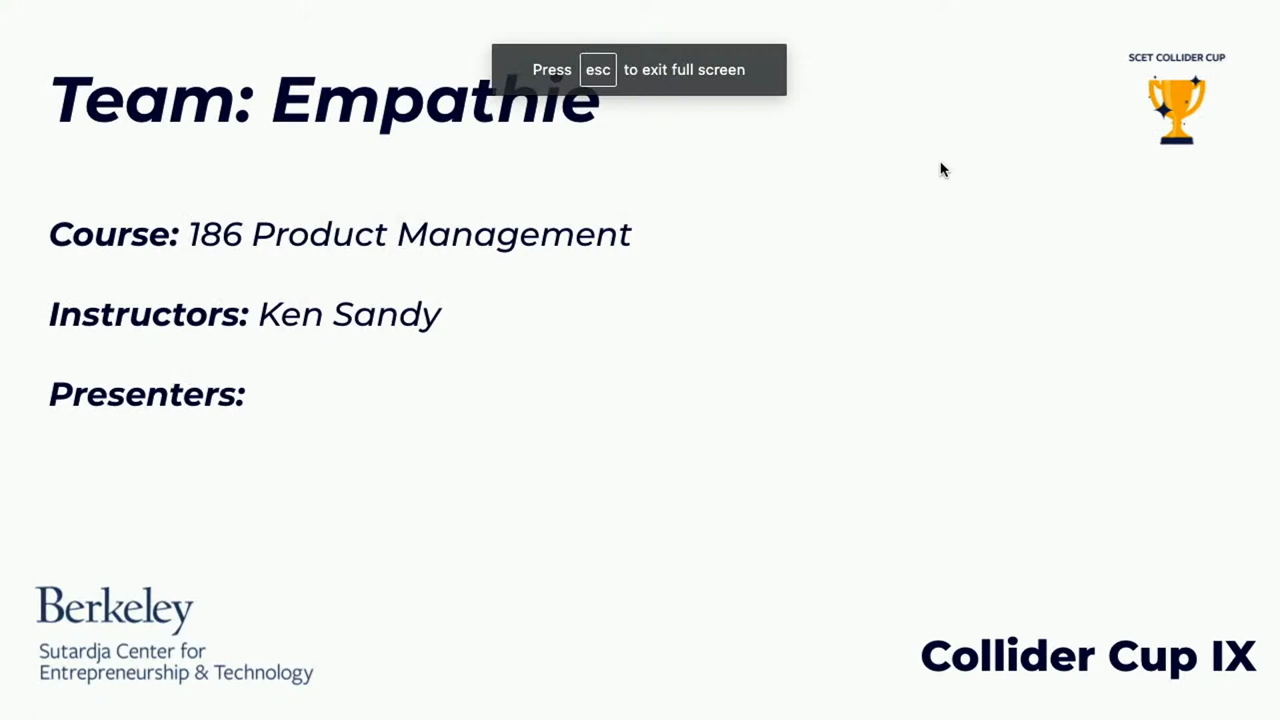 Press esc to exit full screen
SCET COLLIDER CUP
Team: Empathie
Course: 186 Product Management
Instructors: Ken Sandy
Presenters:
Berkeley
Sutardja Center for
Entrepreneurship & Technology
Collider Cup IX